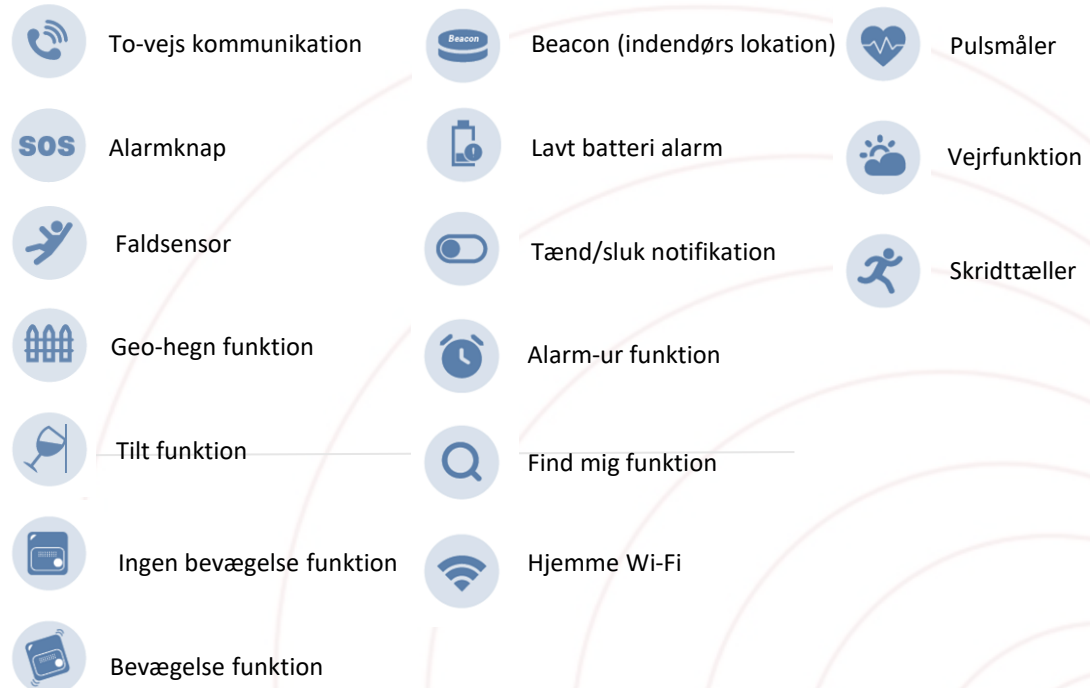 To-vejs kommunikation
SOS
Alarmknap
Faldsensor
Geo-hegn funktion
Tilt funktion
Ingen bevægelse funktion
Bevægelse funktion
Beacon
Beacon (indendørs lokation)
Lavt batteri alarm
Tænd/sluk notifikation
Alarm-ur funktion
Find mig funktion
Hjemme Wi-Fi
Pulsmåler
Vejrfunktion
Skridttæller